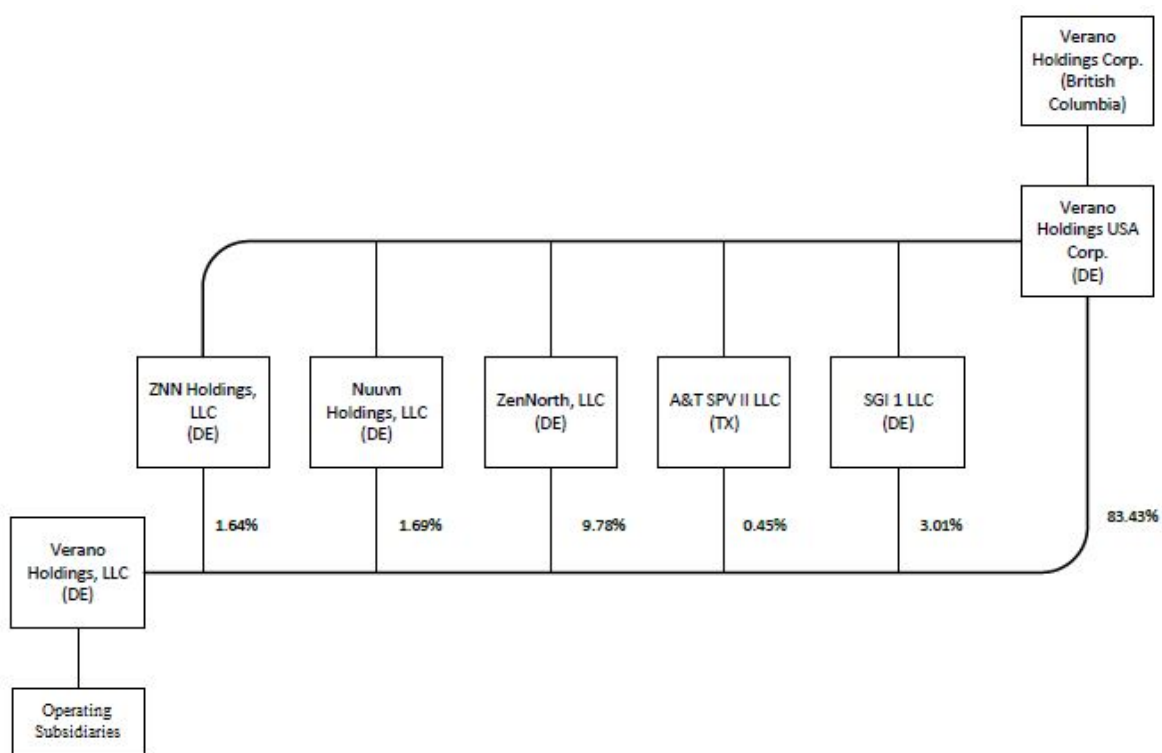 Verano
Holdings Corp.
(British
Columbia)
Verano
Holdings USA
Corp.
(DE)
ZNN Holdings,
LLC
(DE)
Nuuvn
Holdings, LLC
(DE)
ZenNorth, LLC
(DE)
A&T SPV II LLC
(TX)
SGI 1 LLC
(DE)
1.64%
1.69%
9.78%
0.45%
3.01%
83.43%
Verano
Holdings, LLC
(DE)
Operating
Subsidiaries